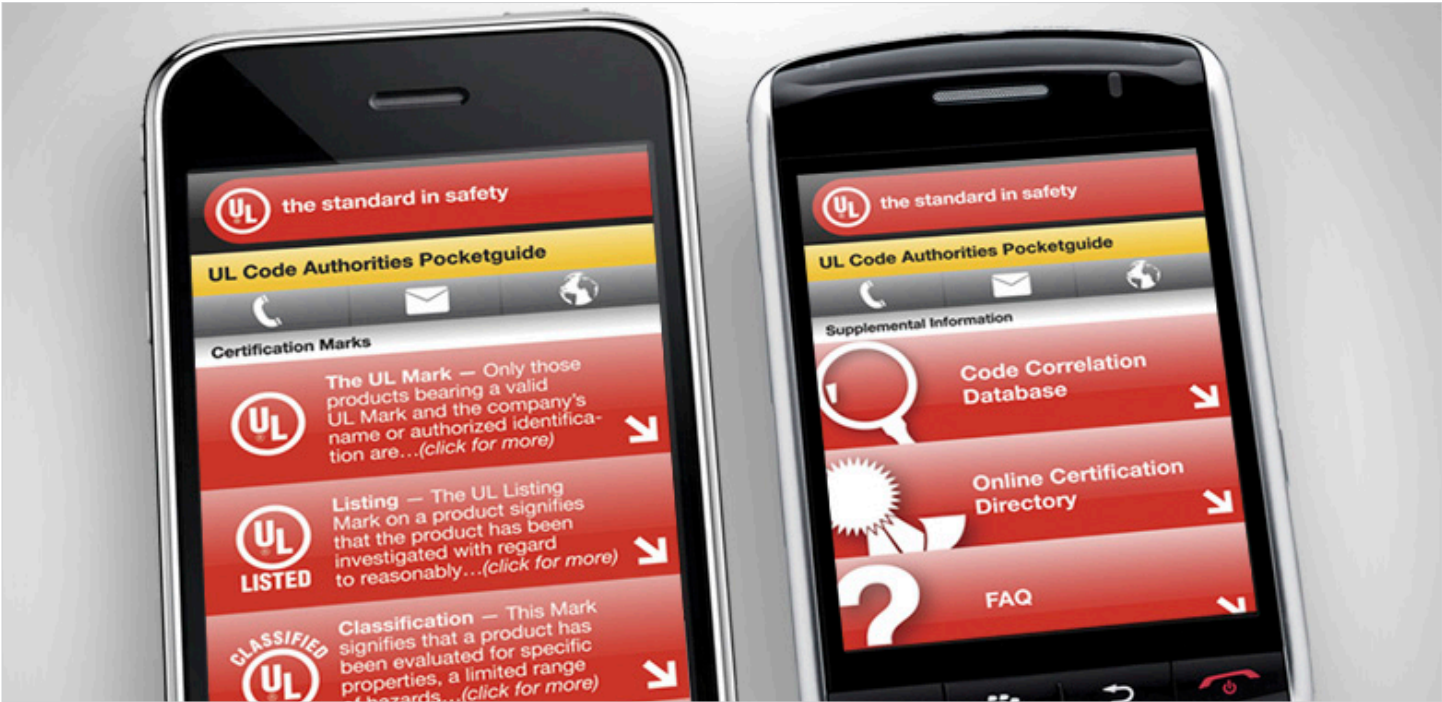 UL
the standard in safety
UL Code Authorities Pocketguide
Certification Marks
UL
The UL Mark — Only those
products bearing a valid
UL Mark and the company's
name or authorized identifica-
tion are...(click for more)
UL
LISTED
Listing — The UL Listing
Mark on a product signifies
that the product has been
investigated with regard
to reasonably...(click for more)
CLASSIFIED
UL
Classification — This Mark
signifies that a product has
been evaluated for specific
properties, a limited range
of hazards...(click for more)
UL
the standard in safety
UL Code Authorities Pocketguide
Supplemental Information
Code Correlation
Database
Online Certification
Directory
?
FAQ